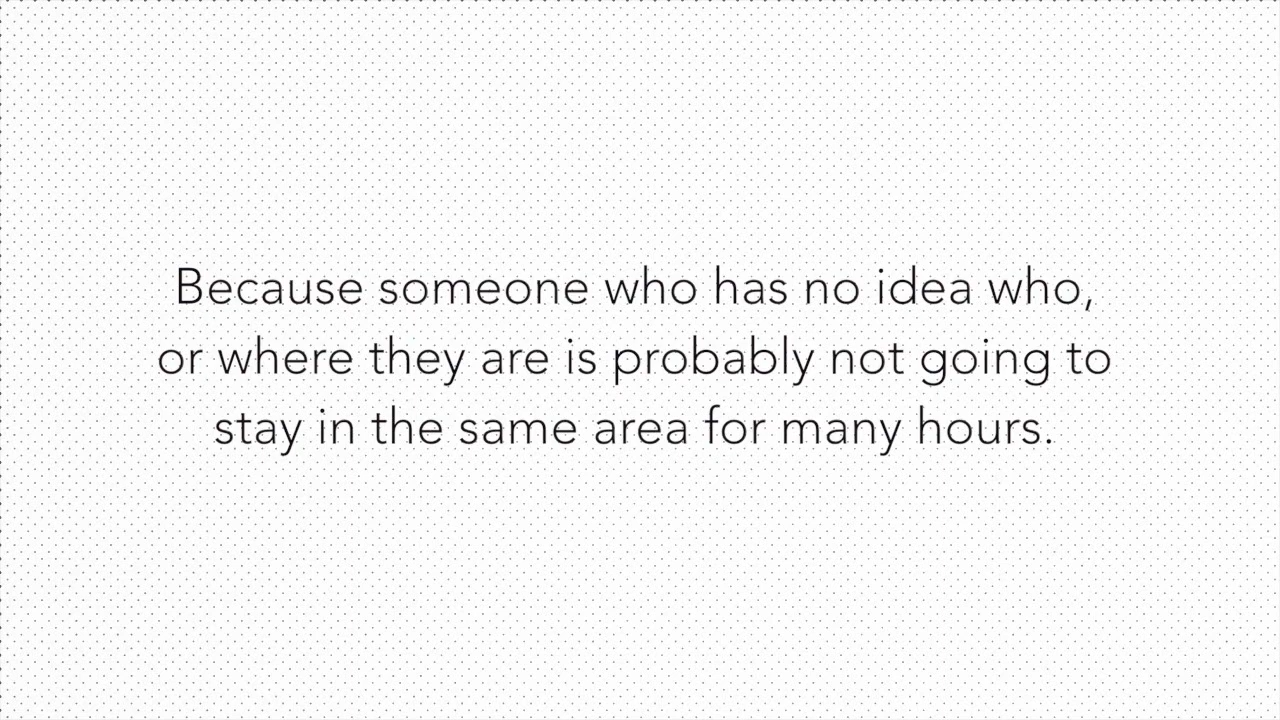 Because someone who has no idea who,
or where they are is probably not going to
stay in the same area for many hours.